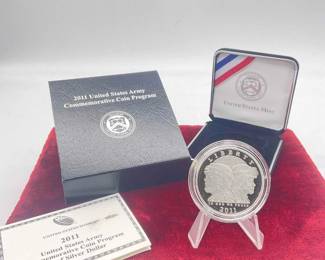 2011 United States Army
Commemorative Coin Program
United States Mint
LIBERTY
IN GOD WE TRUST
2011
2011
United States Army
Commemorative Coin Program
Silver Dollar